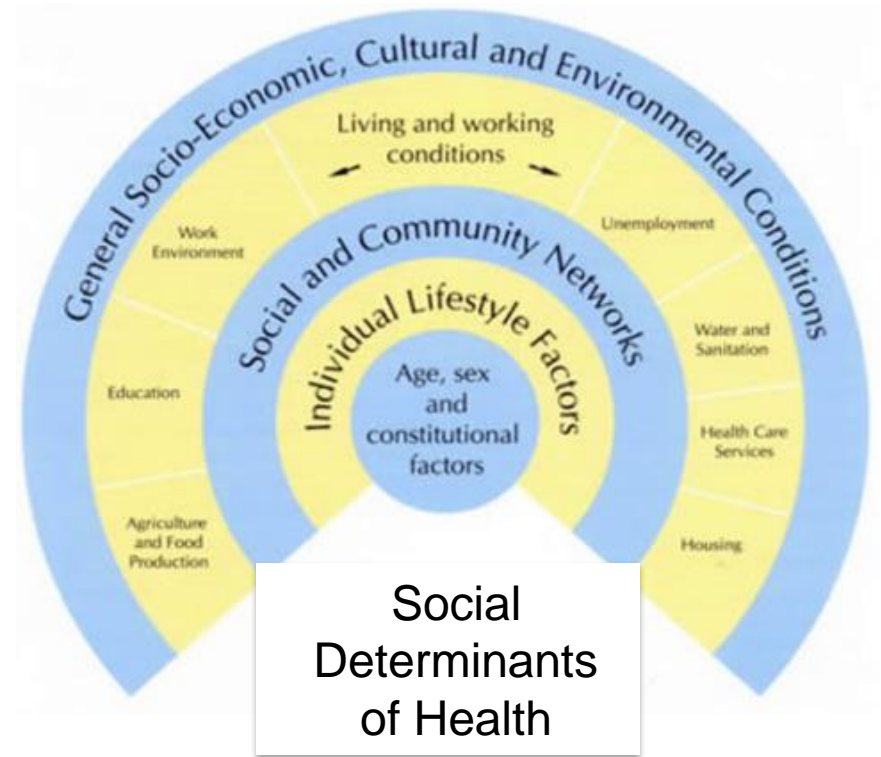 General Socio-Economic, Cultural and Environmental Conditions
Living and working
conditions
Work
Environment
Education
Agriculture
and Food
Production
Unemployment
Water and
Sanitation
Health Care
Services
Housing
Social and Community Networks
Individual Lifestyle Factors
Age, sex
and
constitutional
factors
Social
Determinants
of Health